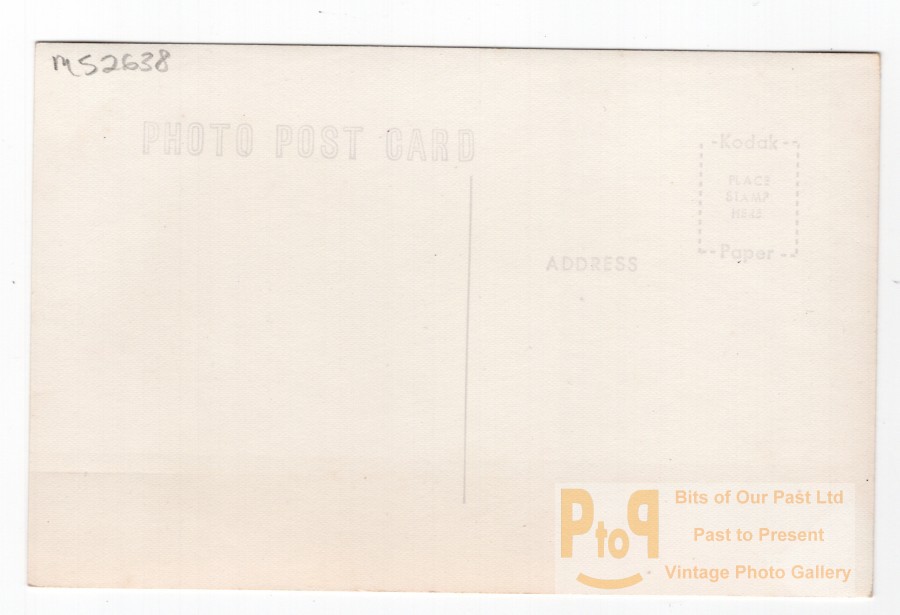 MS2638
PHOTO POST CARD
Kodak
PLACE
STAMP
HERE
Paper
ADDRESS
PtoP
Bits of Our Past Ltd
Past to Present
Vintage Photo Gallery